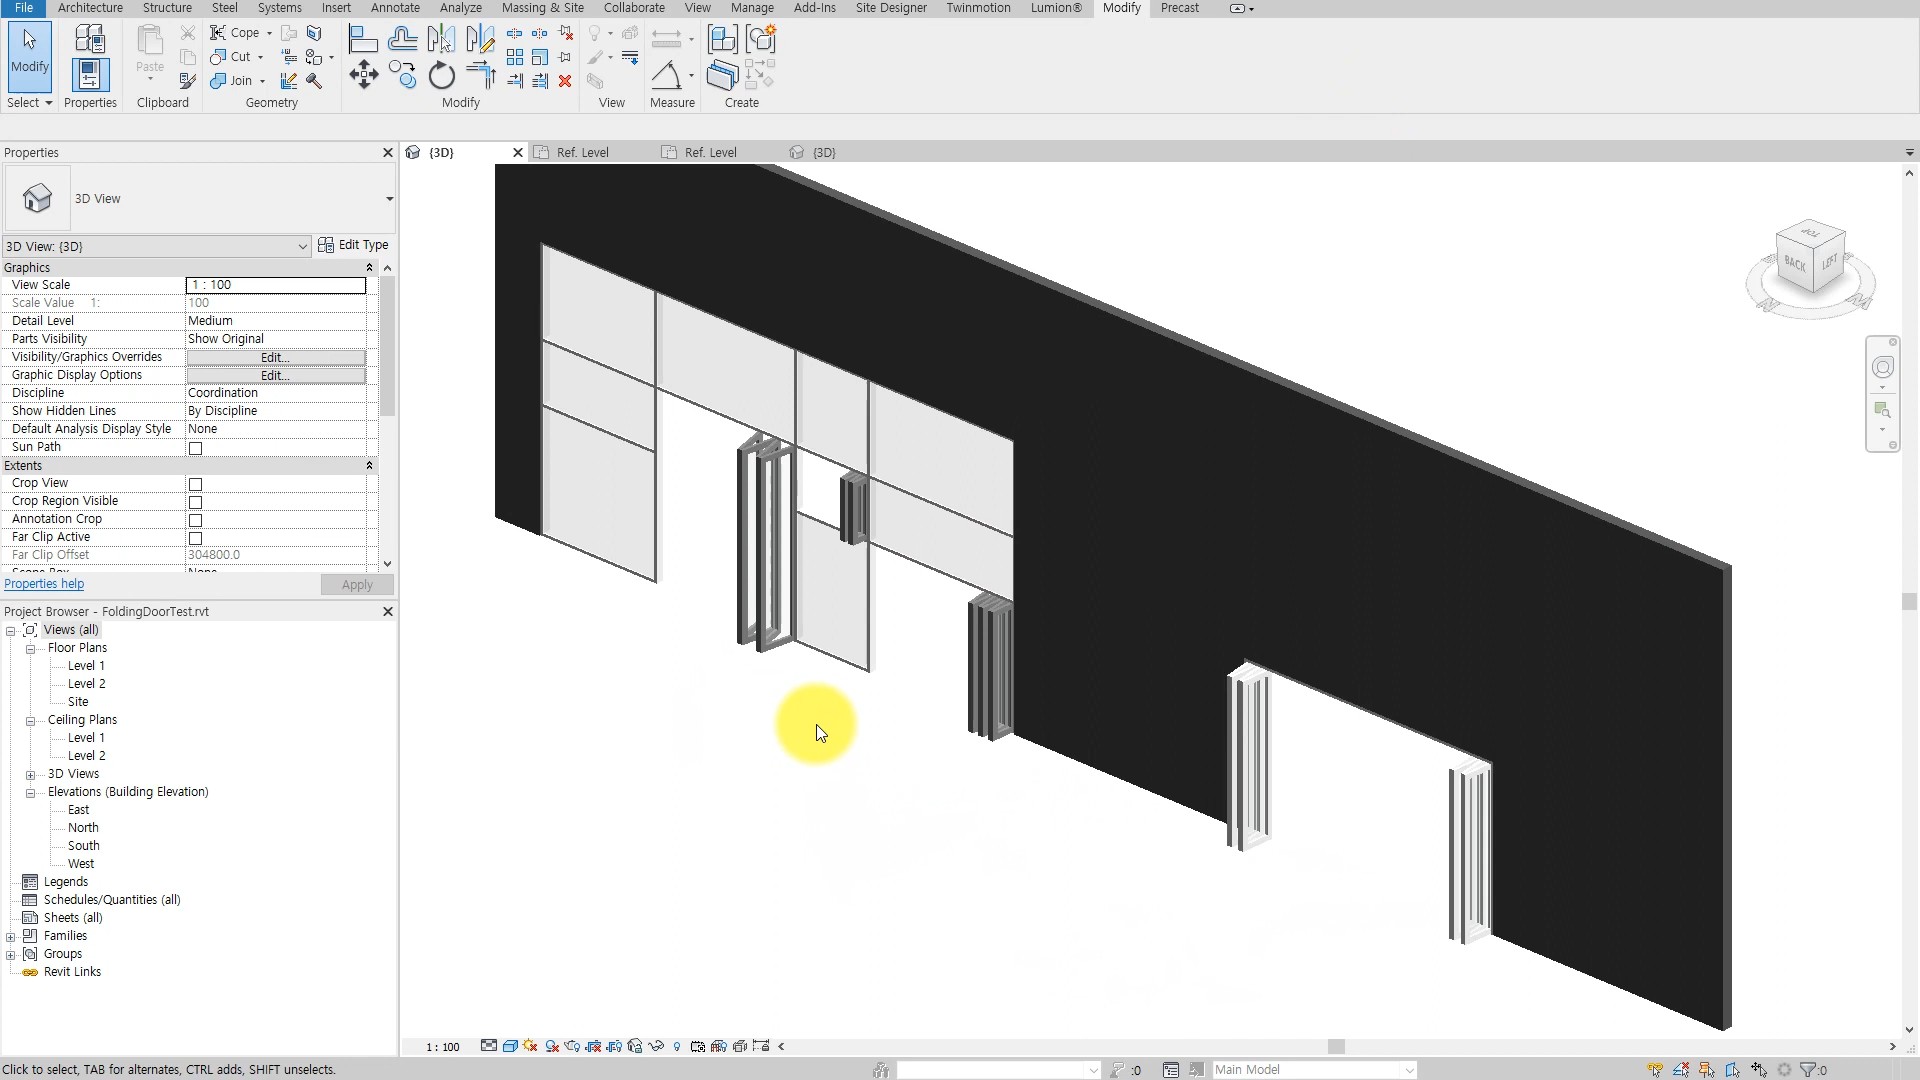 File Architecture Structure Steel Systems Insert Annotate Analyze Massing & Site Collaborate View Manage Add-Ins Site Designer Twinmotion Lumion® Modify Precast
Modify
Paste
Cope
Cut
Join
Select Properties Clipboard Geometry Modify View Measure Create
Properties
{3D} Ref. Level Ref. Level {3D}
3D View
3D View: {3D} Edit Type
Graphics
View Scale 1 : 100
Scale Value 1: 100
Detail Level Medium
Parts Visibility Show Original
Visibility/Graphics Overrides Edit...
Graphic Display Options Edit...
Discipline Coordination
Show Hidden Lines By Discipline
Default Analysis Display Style None
Sun Path
Extents
Crop View
Crop Region Visible
Annotation Crop
Far Clip Active
Far Clip Offset 304800.0
Scope Box None
Properties help Apply
Project Browser - FoldingDoorTest.rvt
Views (all)
Floor Plans
Level 1
Level 2
Site
Ceiling Plans
Level 1
Level 2
3D Views
Elevations (Building Elevation)
East
North
South
West
Legends
Schedules/Quantities (all)
Sheets (all)
Families
Groups
Revit Links
TOP
BACK LEFT
1 : 100
Click to select, TAB for alternates, CTRL adds, SHIFT unselects. :0 Main Model :0